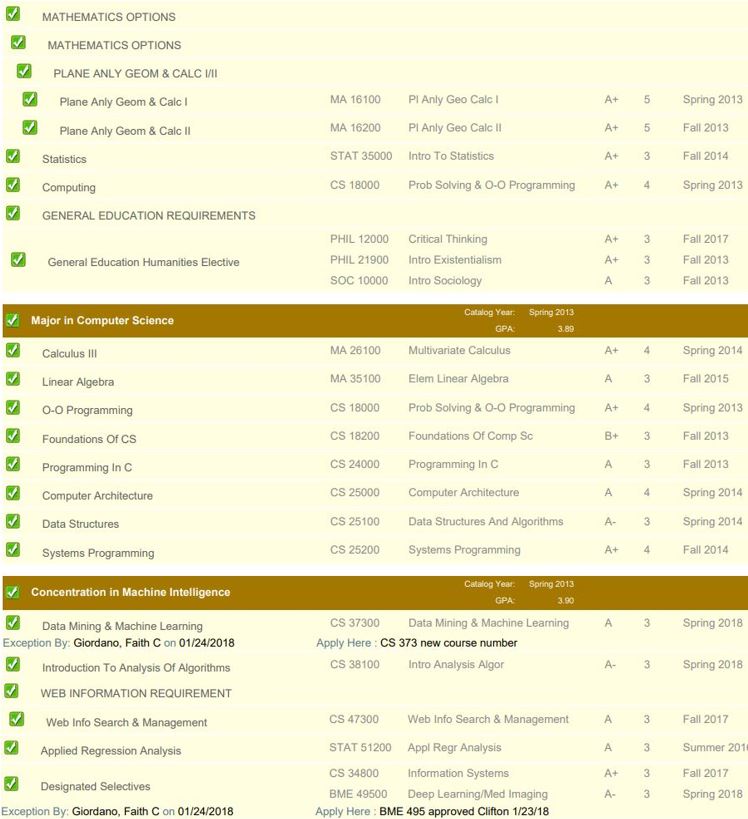 MATHEMATICS OPTIONS
MATHEMATICS OPTIONS
PLANE ANLY GEOM & CALC I/II
Plane Anly Geom & Calc I MA 16100 Pl Anly Geo Calc I A+ 5 Spring 2013
Plane Anly Geom & Calc II MA 16200 Pl Anly Geo Calc II A+ 5 Fall 2013
Statistics STAT 35000 Intro To Statistics A+ 3 Fall 2014
Computing CS 18000 Prob Solving & O-O Programming A+ 4 Spring 2013
GENERAL EDUCATION REQUIREMENTS
PHIL 12000 Critical Thinking A+ 3 Fall 2017
General Education Humanities Elective PHIL 21900 Intro Existentialism A+ 3 Fall 2013
SOC 10000 Intro Sociology A 3 Fall 2013
Major in Computer Science Catalog Year: Spring 2013
GPA: 3.89
Calculus III MA 26100 Multivariate Calculus A+ 4 Spring 2014
Linear Algebra MA 35100 Elem Linear Algebra A 3 Fall 2015
O-O Programming CS 18000 Prob Solving & O-O Programming A+ 4 Spring 2013
Foundations Of CS CS 18200 Foundations Of Comp Sc B+ 3 Fall 2013
Programming In C CS 24000 Programming In C A 3 Fall 2013
Computer Architecture CS 25000 Computer Architecture A 4 Spring 2014
Data Structures CS 25100 Data Structures And Algorithms A- 3 Spring 2014
Systems Programming CS 25200 Systems Programming A+ 4 Fall 2014
Concentration in Machine Intelligence Catalog Year: Spring 2013
GPA: 3.90
Data Mining & Machine Learning CS 37300 Data Mining & Machine Learning A 3 Spring 2018
Exception By: Giordano, Faith C on 01/24/2018 Apply Here : CS 373 new course number
Introduction To Analysis Of Algorithms CS 38100 Intro Analysis Algor A- 3 Spring 2018
WEB INFORMATION REQUIREMENT
Web Info Search & Management CS 47300 Web Info Search & Management A 3 Fall 2017
Applied Regression Analysis STAT 51200 Appl Regr Analysis A 3 Summer 2016
CS 34800 Information Systems A+ 3 Fall 2017
Designated Selectives BME 49500 Deep Learning/Med Imaging A- 3 Spring 2018
Exception By: Giordano, Faith C on 01/24/2018 Apply Here : BME 495 approved Clifton 1/23/18